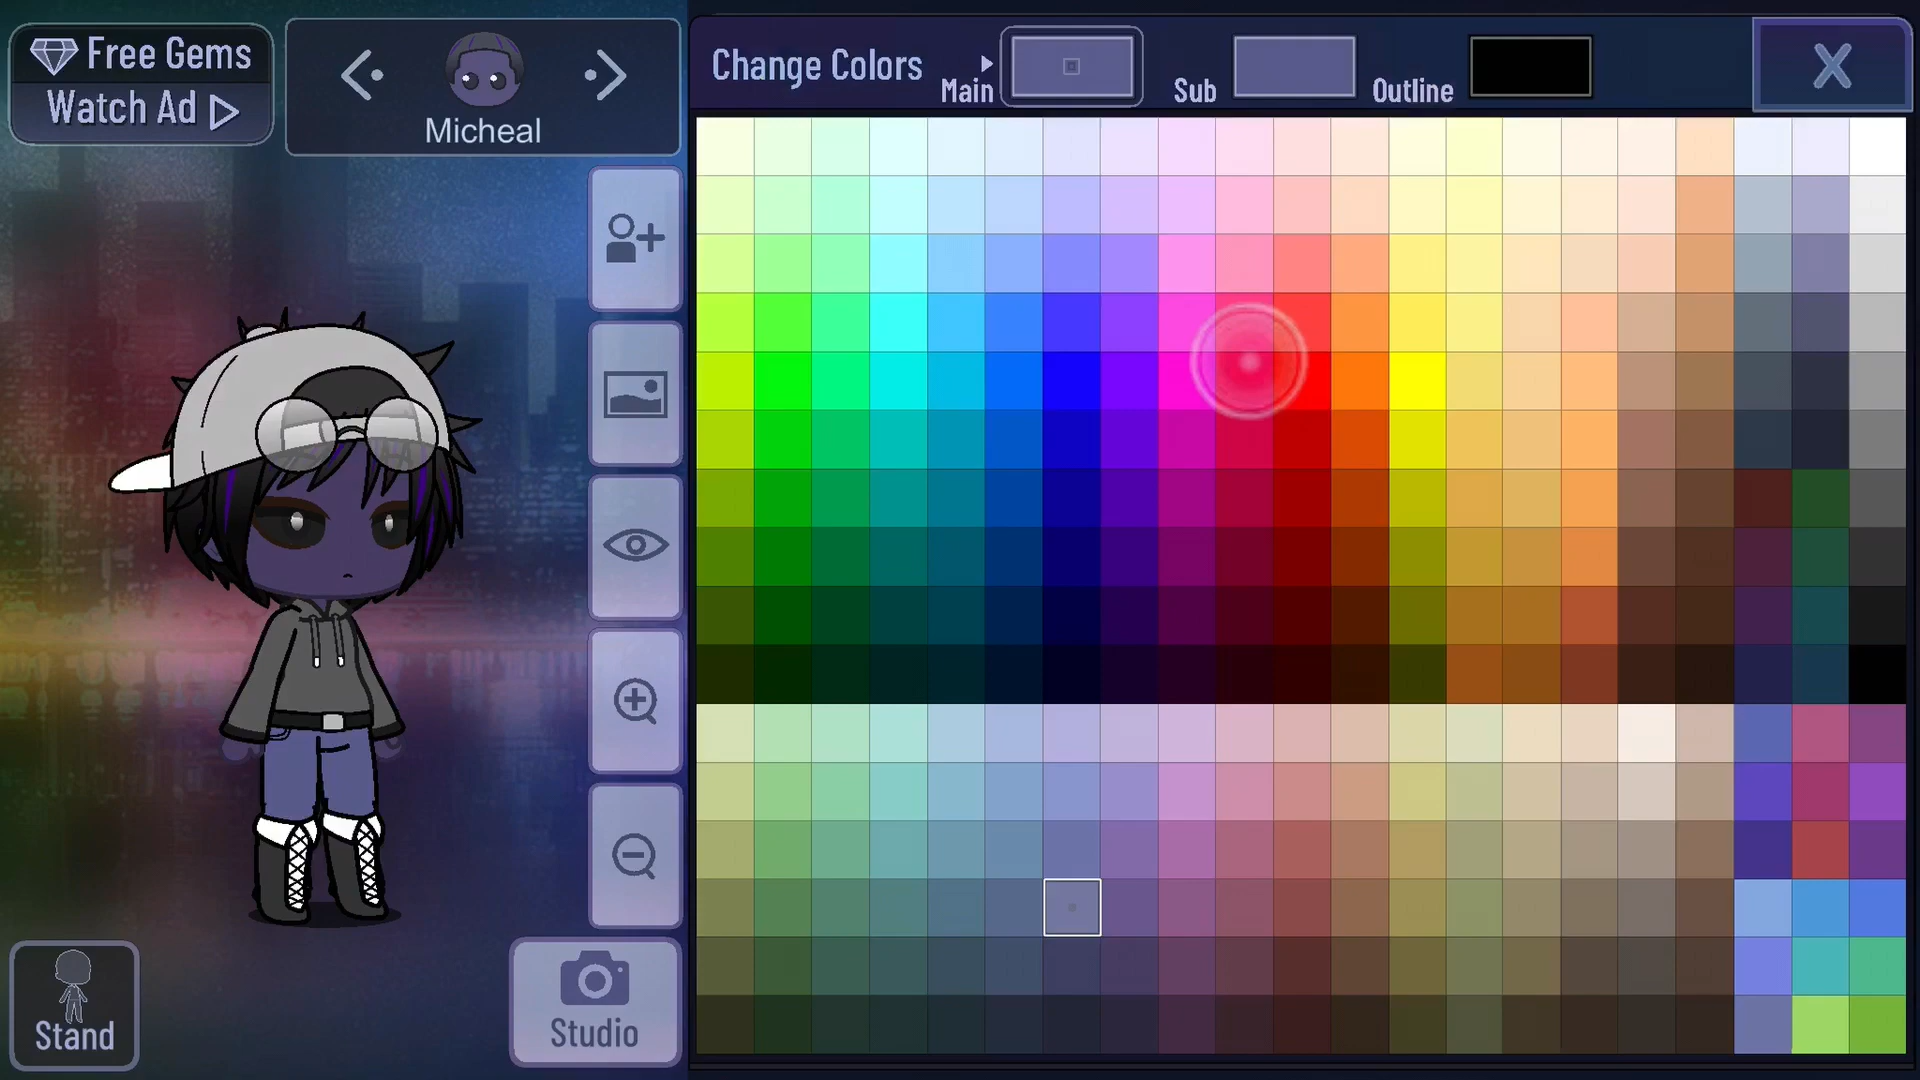 Free Gems
Watch Ad
Micheal
Change Colors
Main
Sub
Outline
X
Stand
Studio